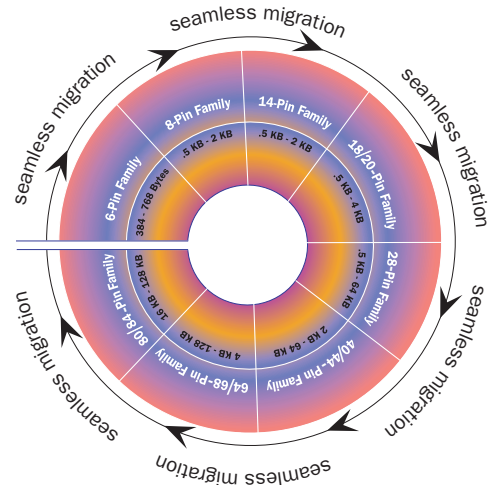 seamless migration
seamless migration
seamless migration
seamless migration
seamless migration
seamless migration
seamless migration
6-Pin Family
384 - 768 Bytes
8-Pin Family
.5 KB - 2 KB
14-Pin Family
.5 KB - 2 KB
18/20-Pin Family
.5 KB - 4 KB
28-Pin Family
.5 KB - 64 KB
40/44-Pin Family
2 KB - 64 KB
64/68-Pin Family
4 KB - 128 KB
80/84-Pin Family
16 KB - 128 KB